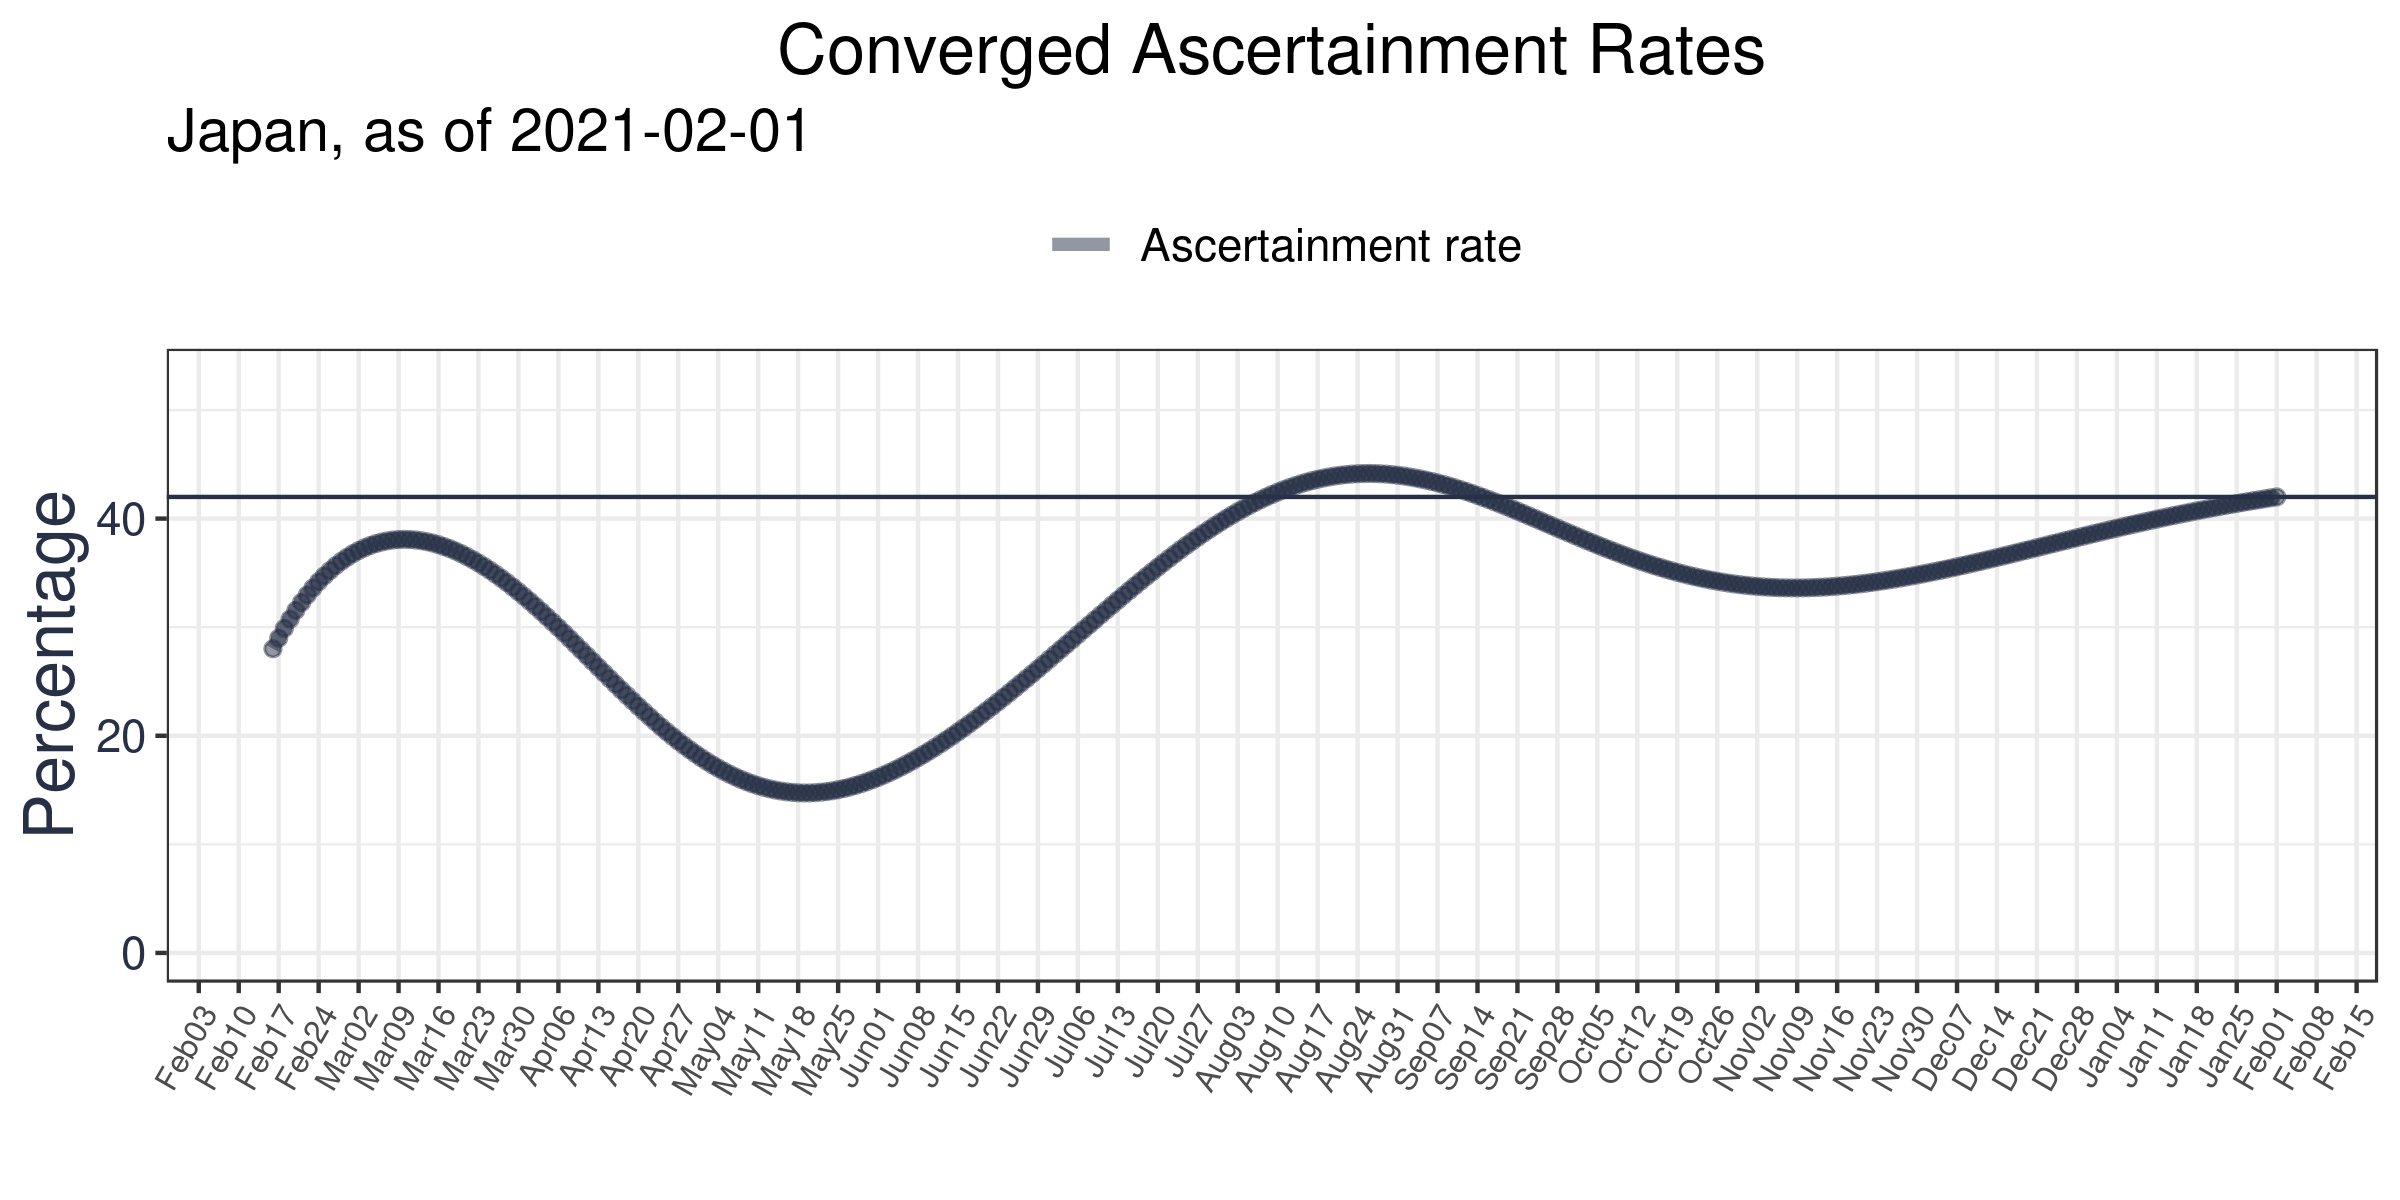 Converged Ascertainment Rates
Japan, as of 2021-02-01
Ascertainment rate
Percentage
40
20
0
Feb03 Feb10 Feb17 Feb24 Mar02 Mar09 Mar16 Mar23 Mar30 Apr06 Apr13 Apr20 Apr27 May04 May11 May18 May25 Jun01 Jun08 Jun15 Jun22 Jun29 Jul06 Jul13 Jul20 Jul27 Aug03 Aug10 Aug17 Aug24 Aug31 Sep07 Sep14 Sep21 Sep28 Oct05 Oct12 Oct19 Oct26 Nov02 Nov09 Nov16 Nov23 Nov30 Dec07 Dec14 Dec21 Dec28 Jan04 Jan11 Jan18 Jan25 Feb01 Feb08 Feb15